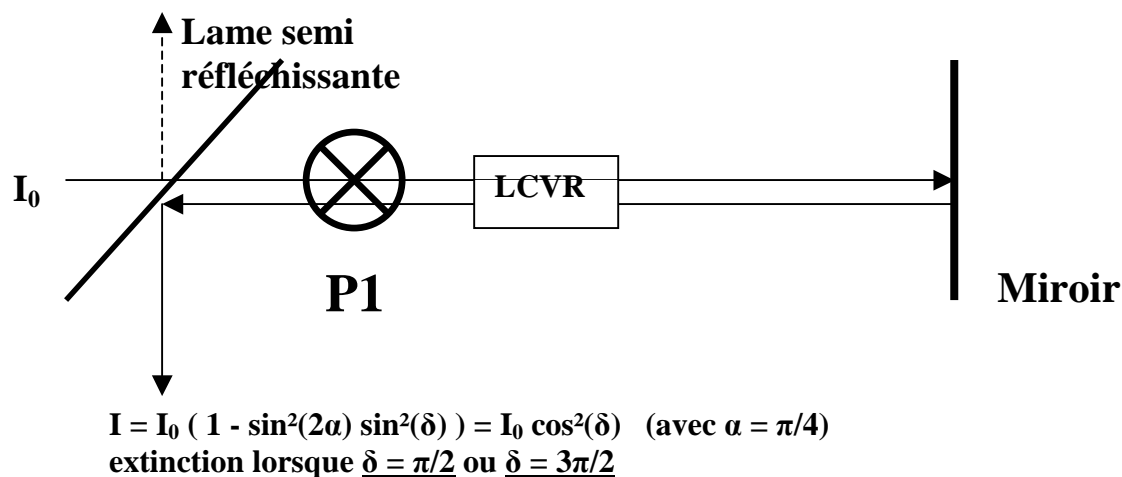 Lame semi
réfléchissante
I₀
LCVR
P1
Miroir
I = I₀ ( 1 - sin²(2α) sin²(δ) ) = I₀ cos²(δ) (avec α = π/4)
extinction lorsque δ = π/2 ou δ = 3π/2